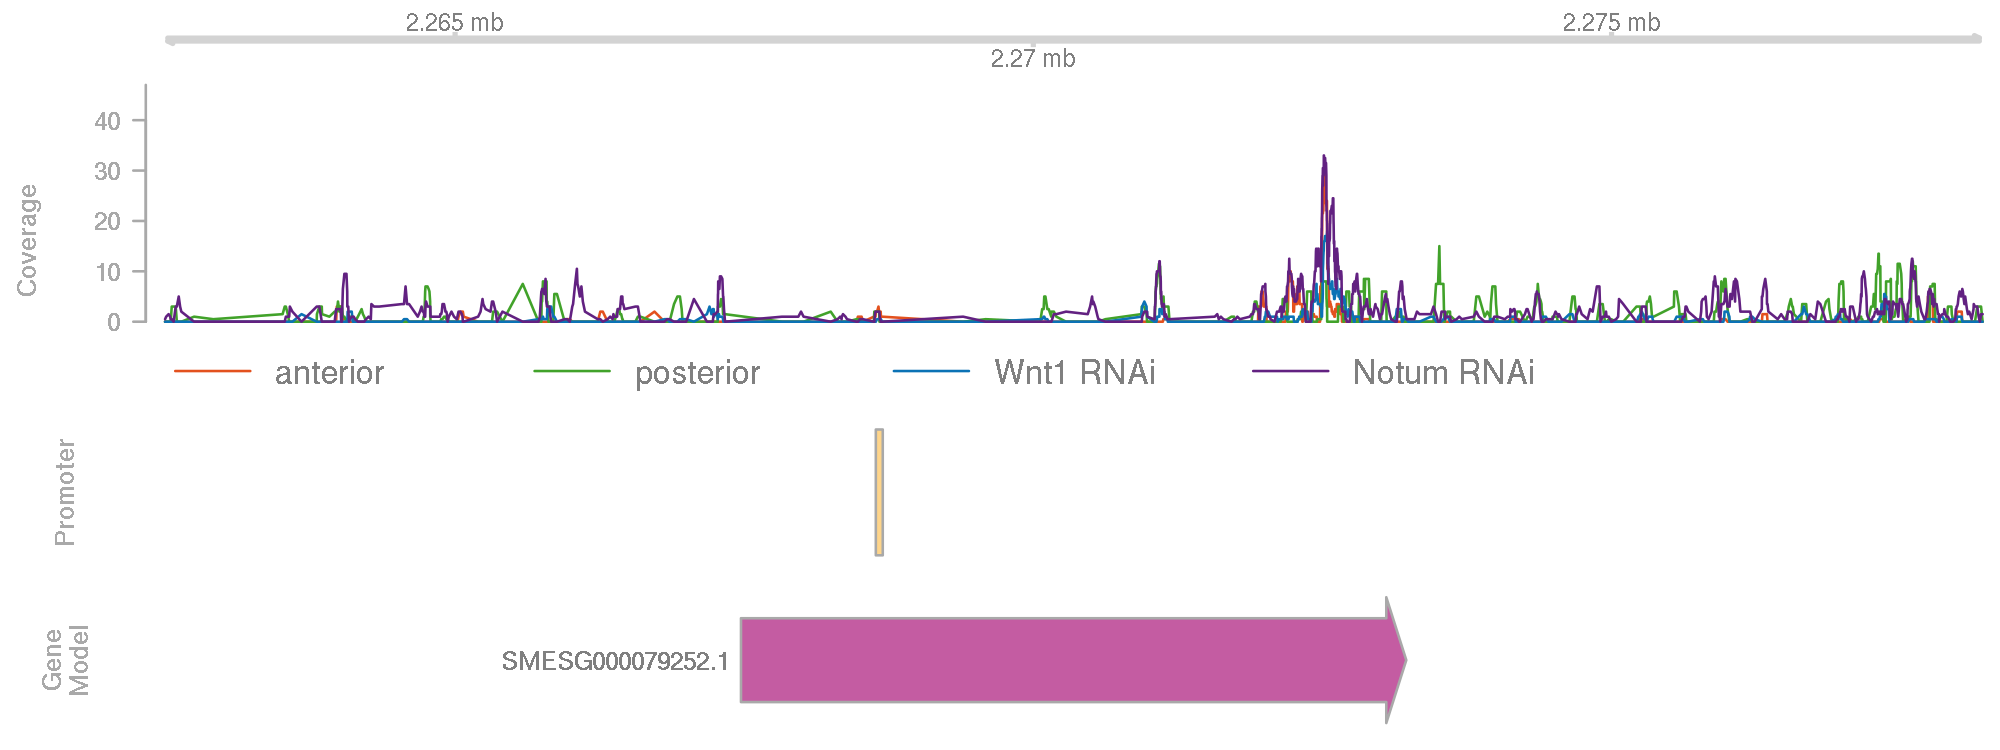 2.265 mb
2.275 mb
2.27 mb
Coverage
40
30
20
10
0
anterior
posterior
Wnt1 RNAi
Notum RNAi
Promoter
Gene
Model
SMESG000079252.1